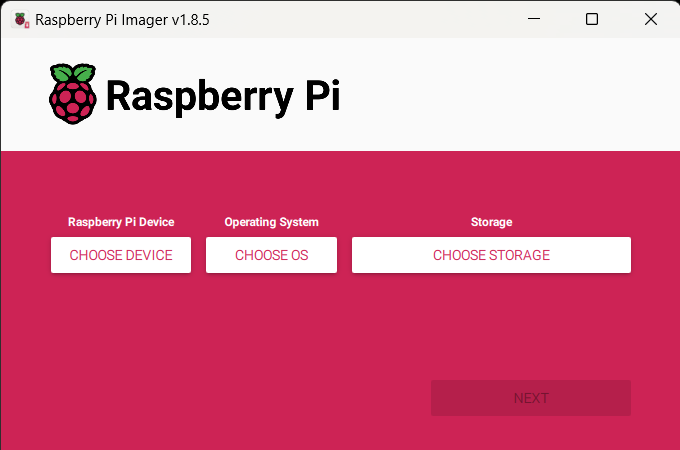 Raspberry Pi Imager v1.8.5
Raspberry Pi
Raspberry Pi Device
Operating System
Storage
CHOOSE DEVICE
CHOOSE OS
CHOOSE STORAGE
NEXT